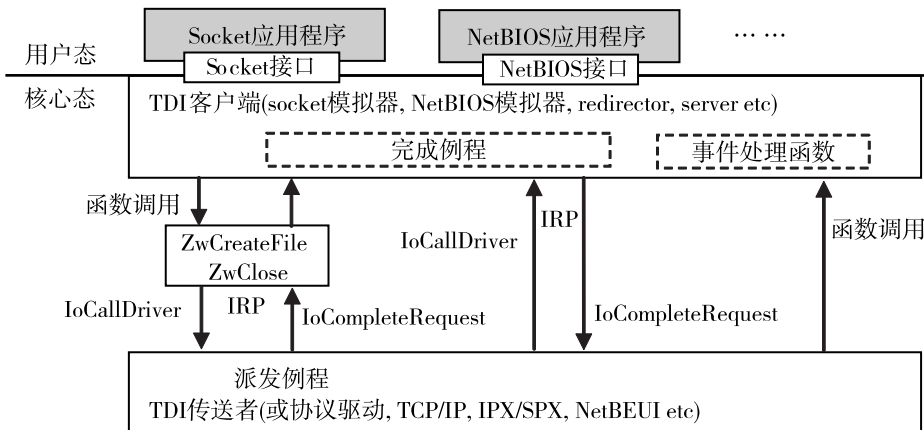 Socket应用程序
NetBIOS应用程序
… …
用户态
Socket接口
NetBIOS接口
核心态
TDI客户端(socket模拟器, NetBIOS模拟器, redirector, server etc)
完成例程
事件处理函数
函数调用
IRP
函数调用
ZwCreateFile
ZwClose
IoCallDriver
IoCallDriver
IRP
IoCompleteRequest
IoCompleteRequest
派发例程
TDI传送者(或协议驱动, TCP/IP, IPX/SPX, NetBEUI etc)